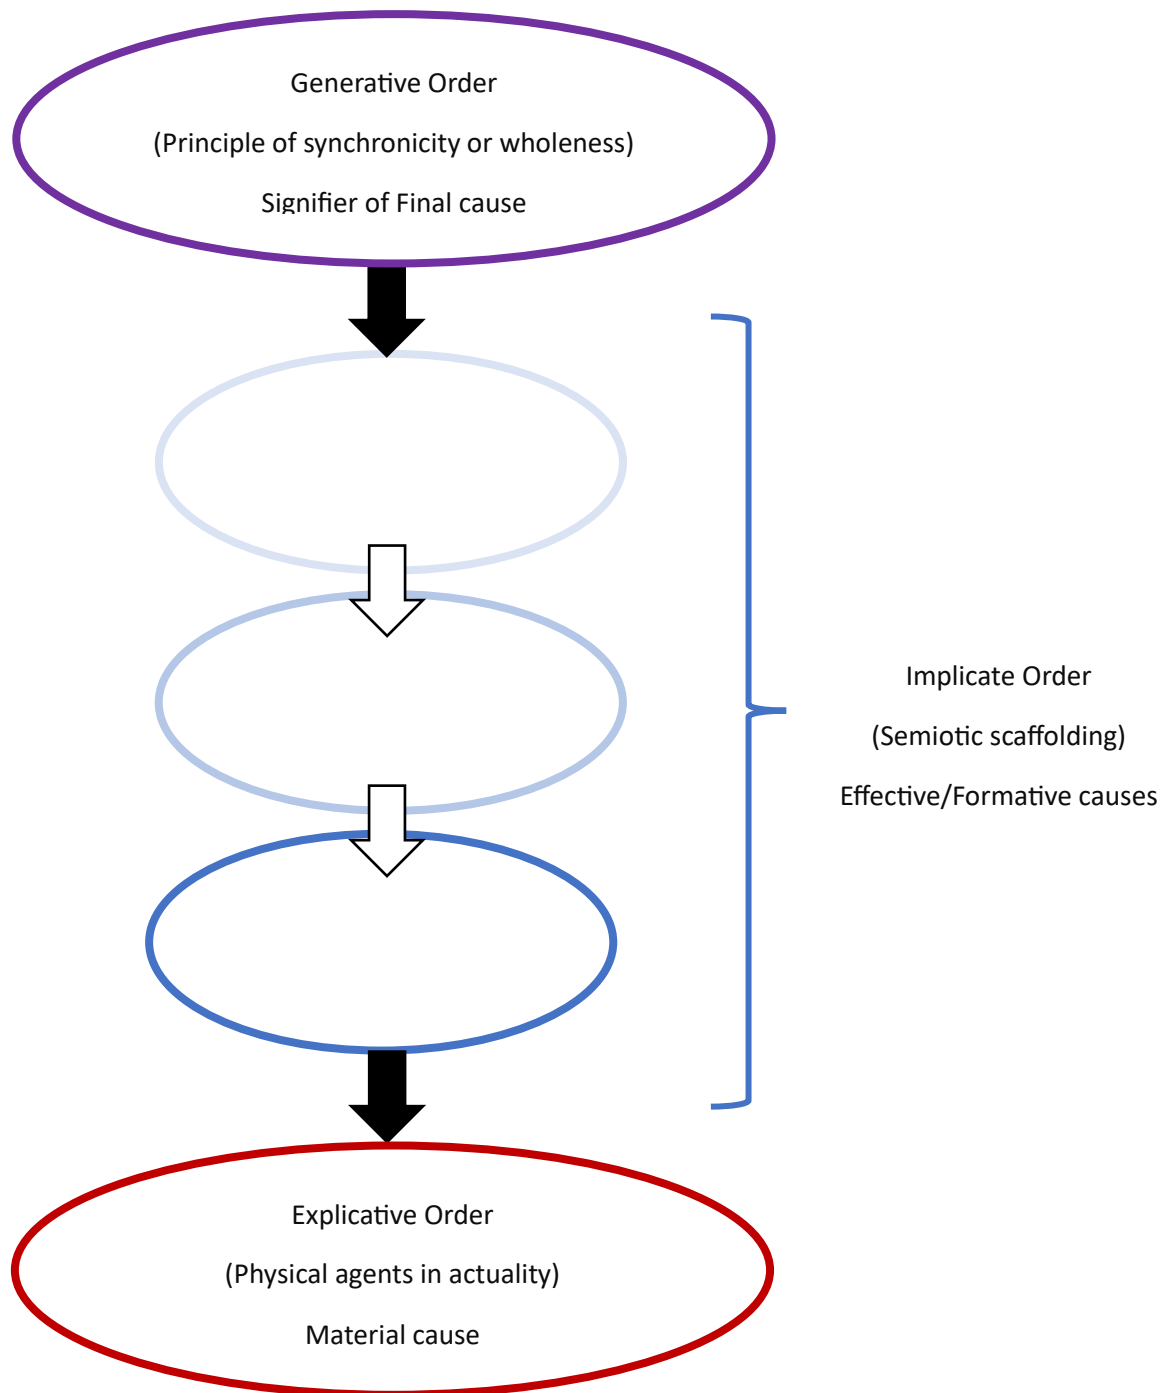 Generative Order
(Principle of synchronicity or wholeness)
Signifier of Final cause
Implicate Order
(Semiotic scaffolding)
Effective/Formative causes
Explicative Order
(Physical agents in actuality)
Material cause